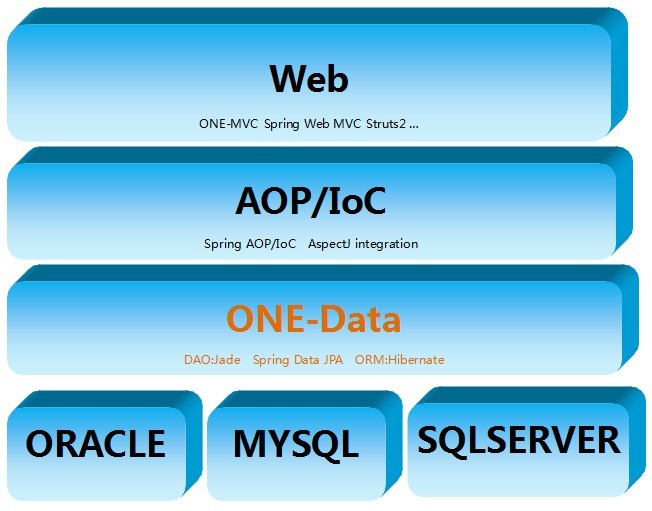 Web
ONE-MVC Spring Web MVC Struts2 ...
AOP/IoC
Spring AOP/IoC AspectJ integration
ONE-Data
DAO:Jade Spring Data JPA ORM:Hibernate
ORACLE MYSQL SQLSERVER